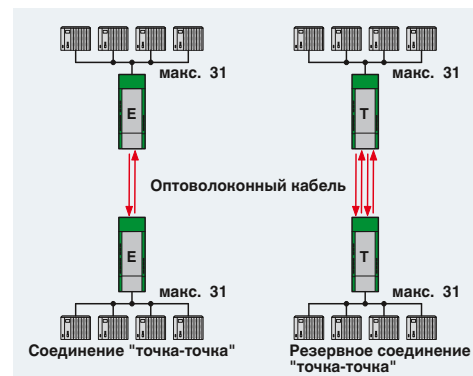 макс. 31
макс. 31
E
T
Оптоволоконный кабель
E
T
макс. 31
макс. 31
Соединение "точка-точка"
Резервное соединение
"точка-точка"